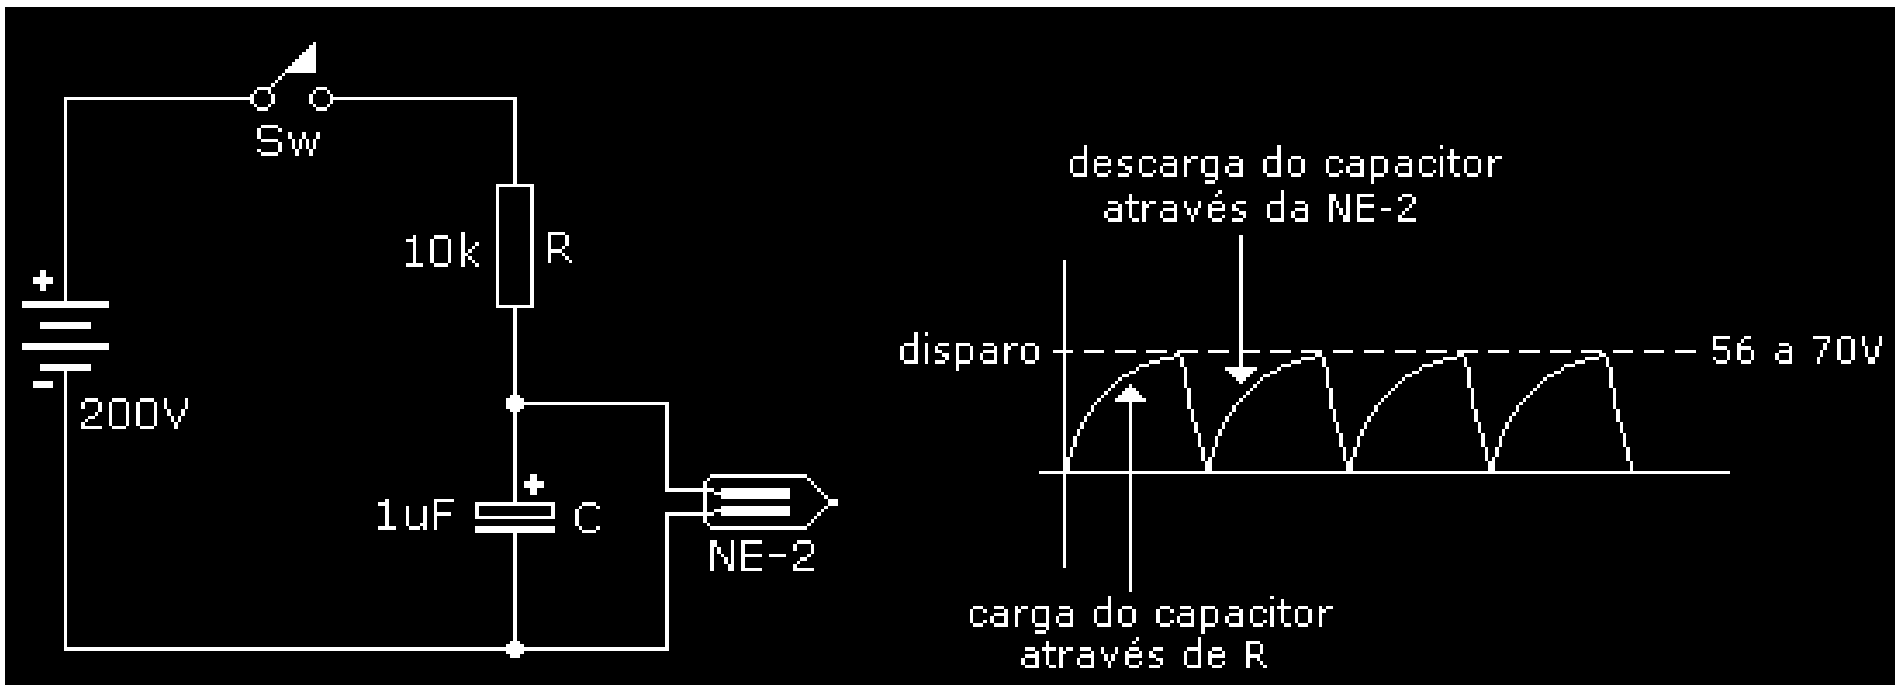 Sw
10k
R
+
-
200V
+
1uF
C
NE-2
descarga do capacitor
através da NE-2
disparo
56 a 70V
carga do capacitor
através de R